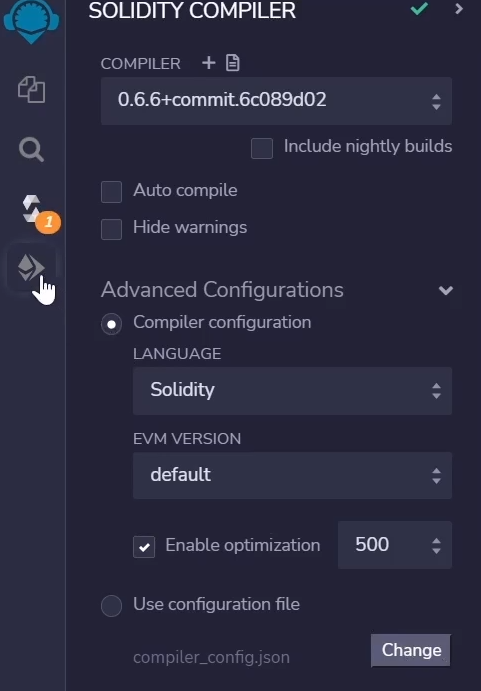 SOLIDITY COMPILER
COMPILER
0.6.6+commit.6c089d02
Include nightly builds
Auto compile
1
Hide warnings
Advanced Configurations
Compiler configuration
LANGUAGE
Solidity
EVM VERSION
default
Enable optimization 500
Use configuration file
compiler_config.json Change